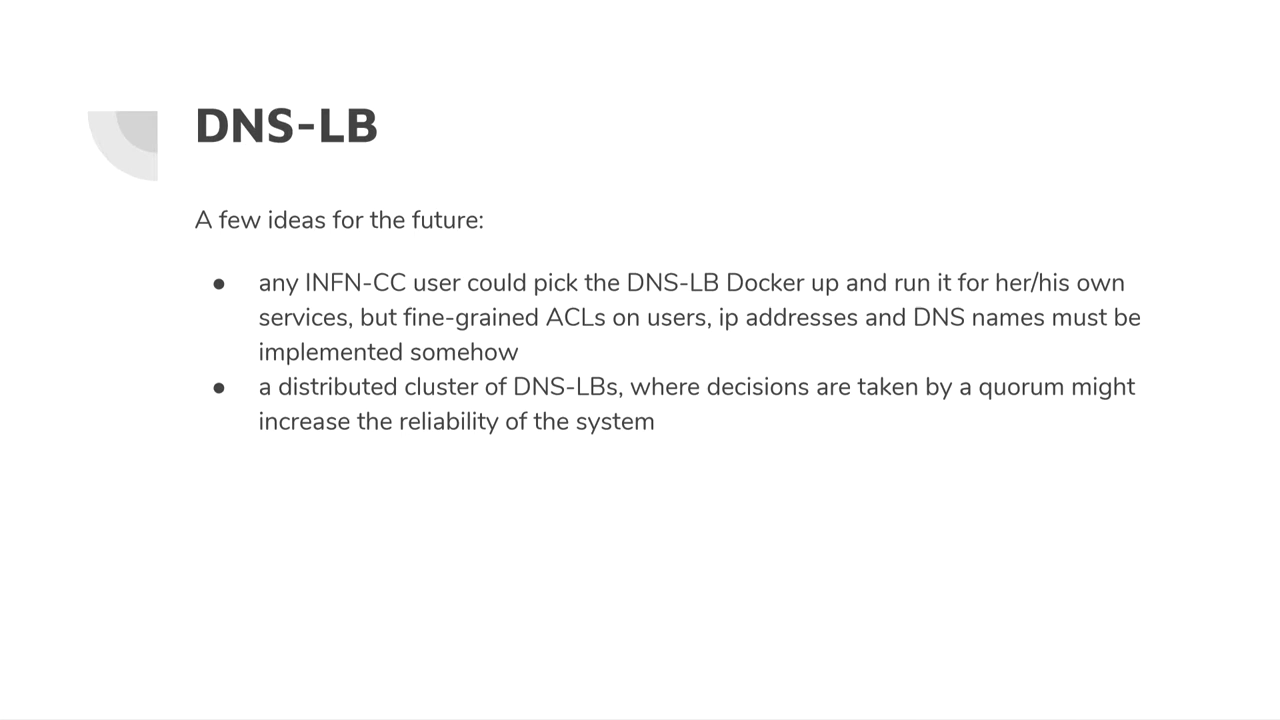 DNS-LB
A few ideas for the future:
● any INFN-CC user could pick the DNS-LB Docker up and run it for her/his own
services, but fine-grained ACLs on users, ip addresses and DNS names must be
implemented somehow
● a distributed cluster of DNS-LBs, where decisions are taken by a quorum might
increase the reliability of the system